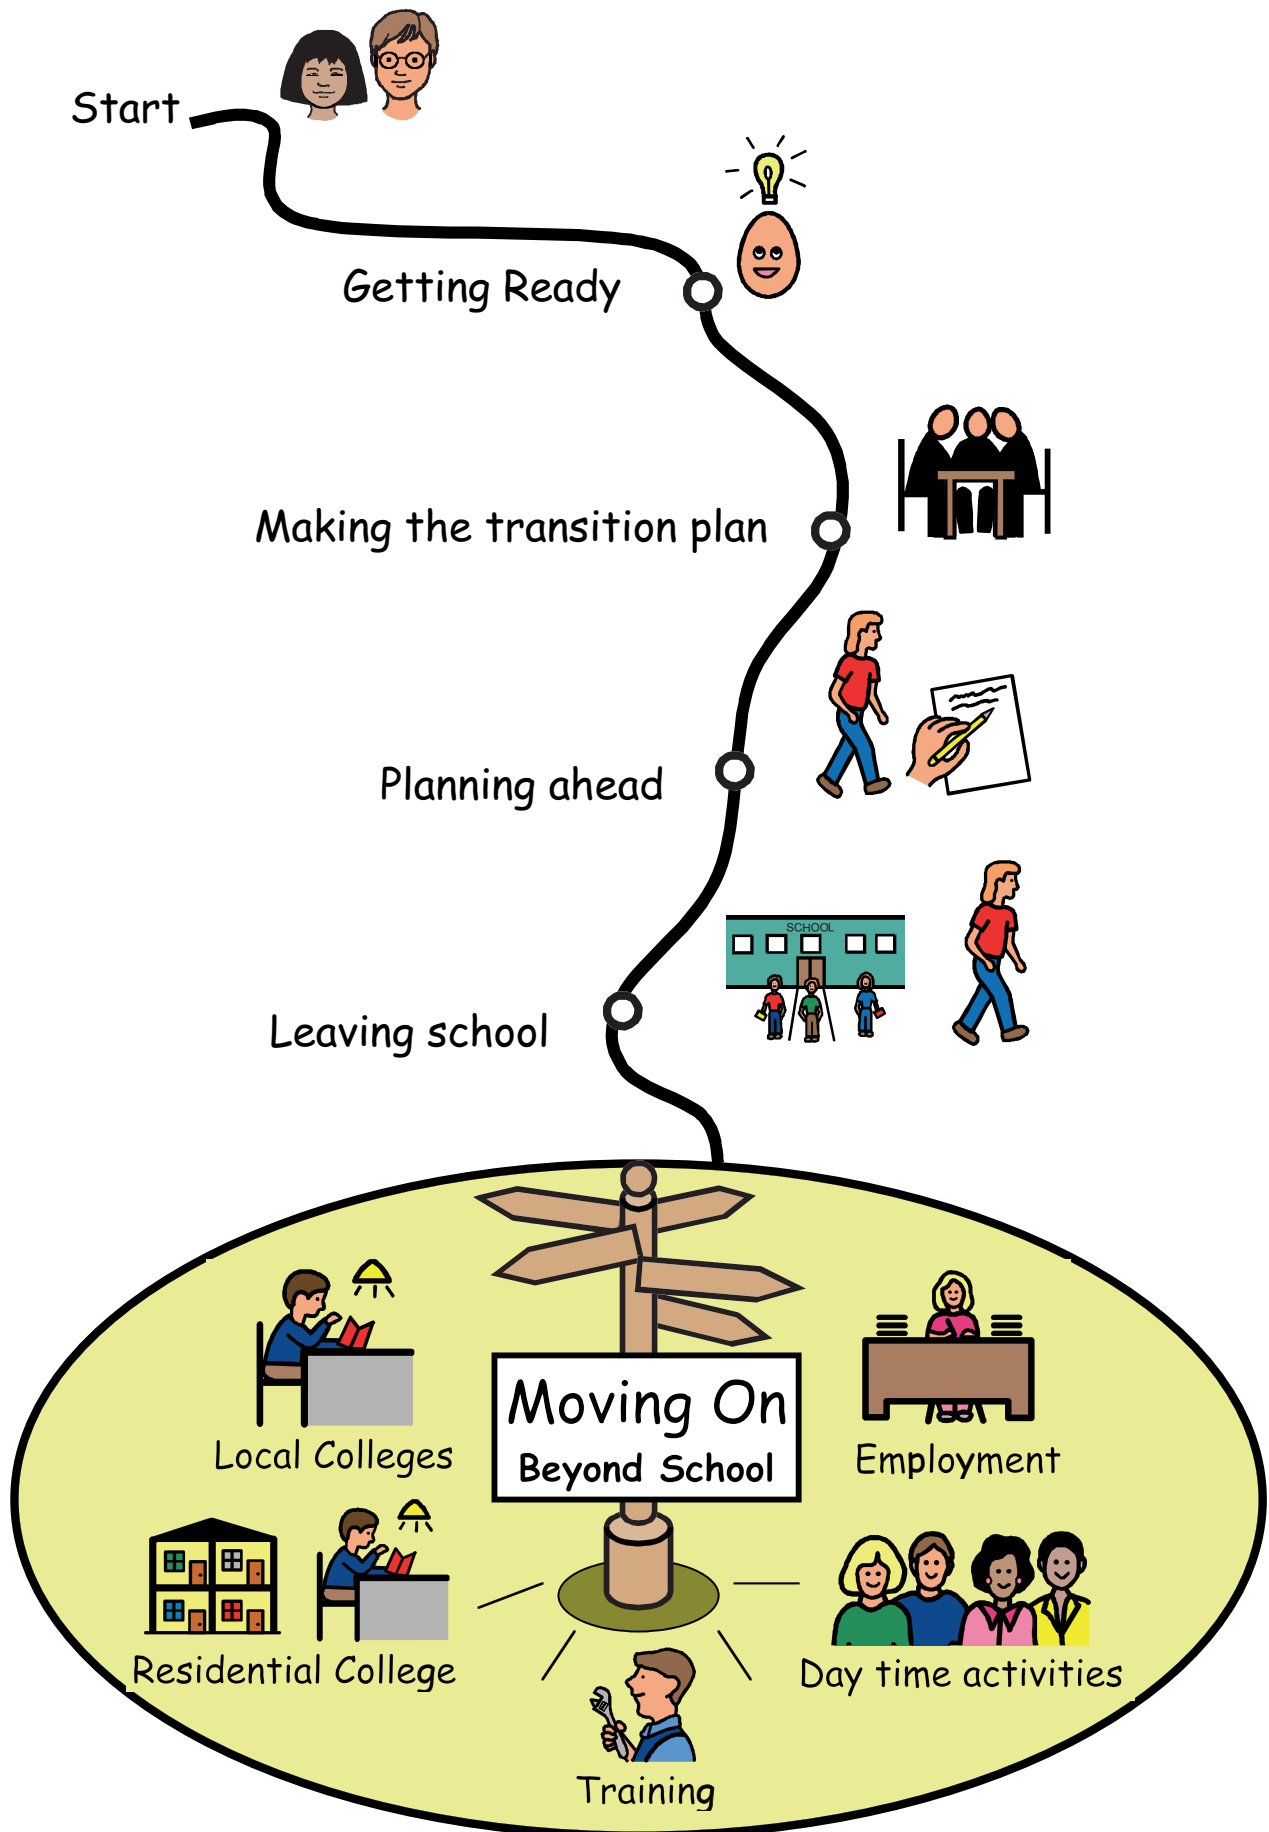 Start
Getting Ready
Making the transition plan
Planning ahead
SCHOOL
Leaving school
Moving On
Beyond School
Local Colleges
Employment
Residential College
Day time activities
Training